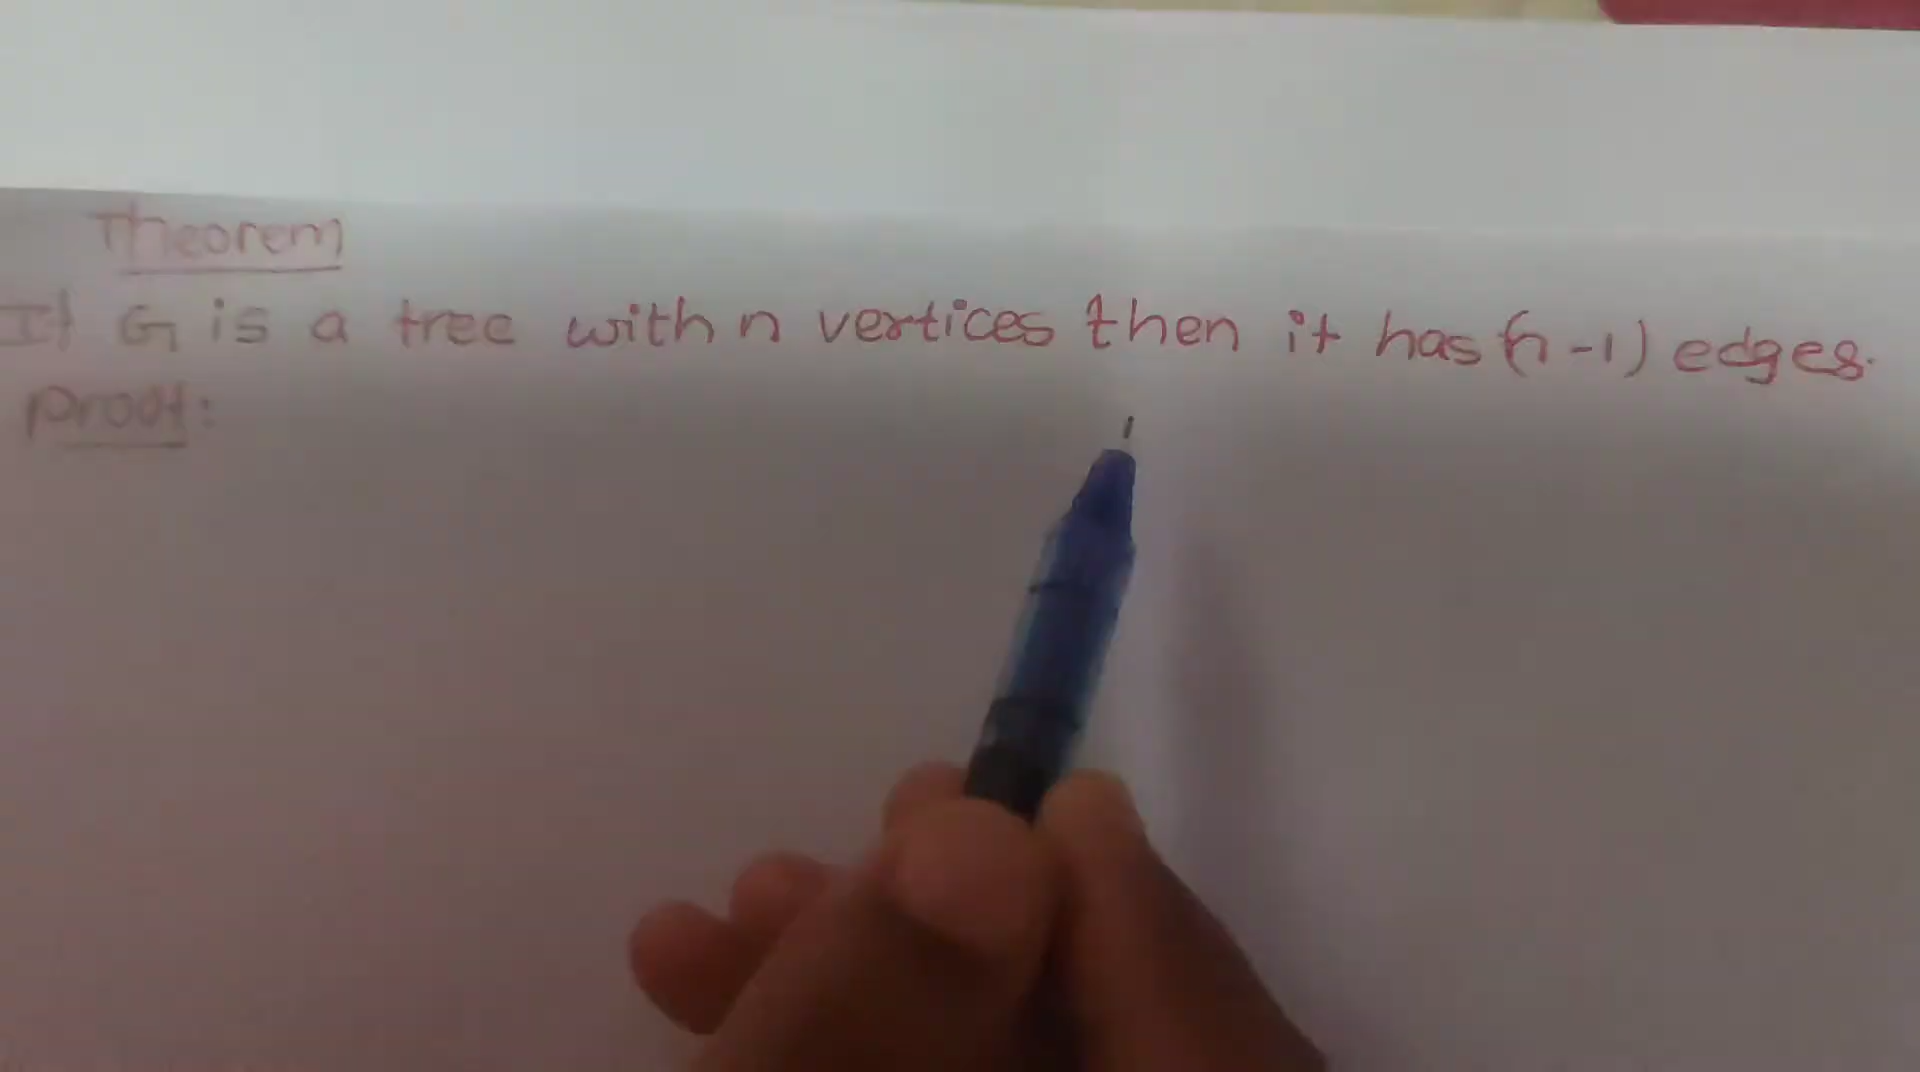 Theorem
If G is a tree with n vertices then it has (n-1) edges.
Proof: